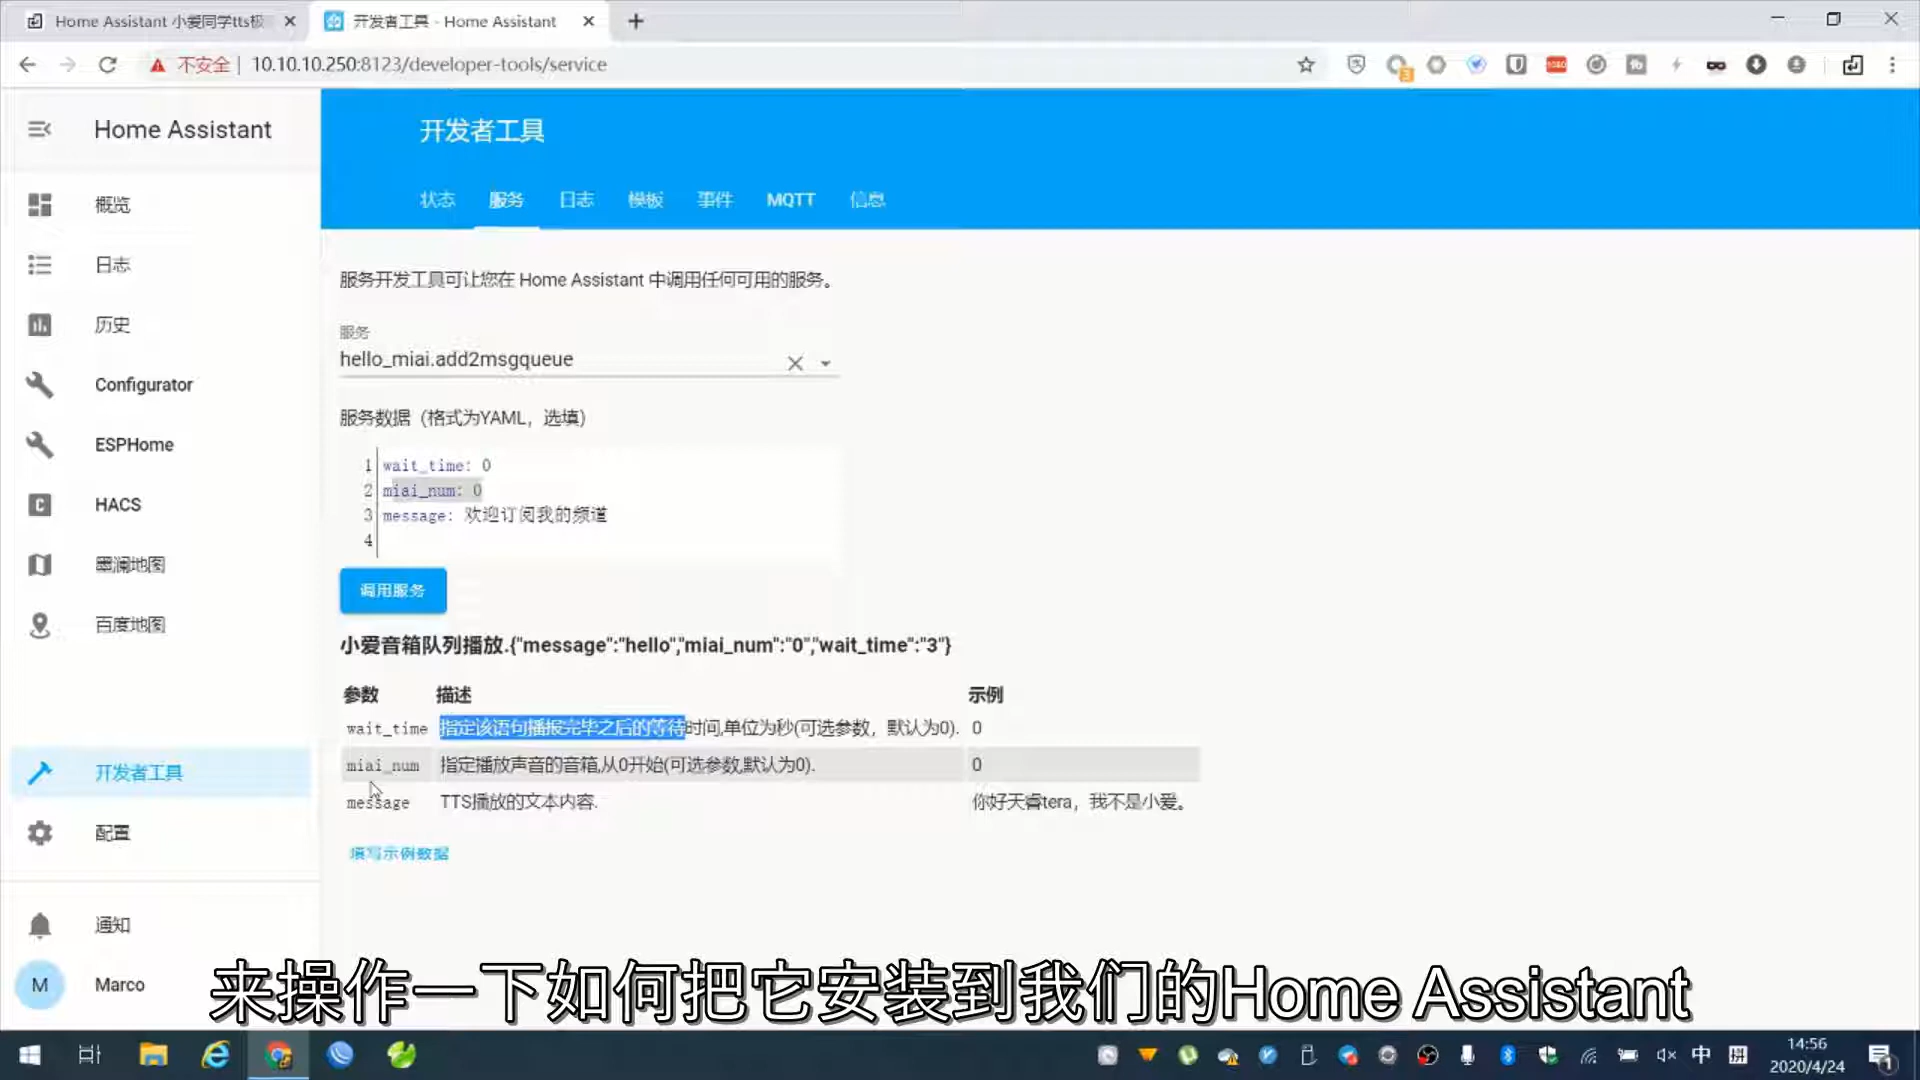 Home Assistant 小爱同学tts极
开发者工具 - Home Assistant
不安全 | 10.10.10.250:8123/developer-tools/service
Home Assistant
概览
日志
历史
Configurator
ESPHome
HACS
墨澜地图
百度地图
开发者工具
配置
通知
M Marco
开发者工具
状态 服务 日志 模板 事件 MQTT 信息
服务开发工具可让您在 Home Assistant 中调用任何可用的服务。
服务
hello_miai.add2msgqueue
服务数据（格式为YAML，选填）
1 wait_time: 0
2 miai_num: 0
3 message: 欢迎订阅我的频道
4
调用服务
小爱音箱队列播放.{"message":"hello","miai_num":"0","wait_time":"3"}
参数 描述 示例
wait_time 指定该语句播报完毕之后的等待时间,单位为秒(可选参数，默认为0). 0
miai_num 指定播放声音的音箱,从0开始(可选参数,默认为0). 0
message TTS播放的文本内容. 你好天睿tera，我不是小爱。
填写示例数据
来操作一下如何把它安装到我们的Home Assistant
中 拼
14:56
2020/4/24
1